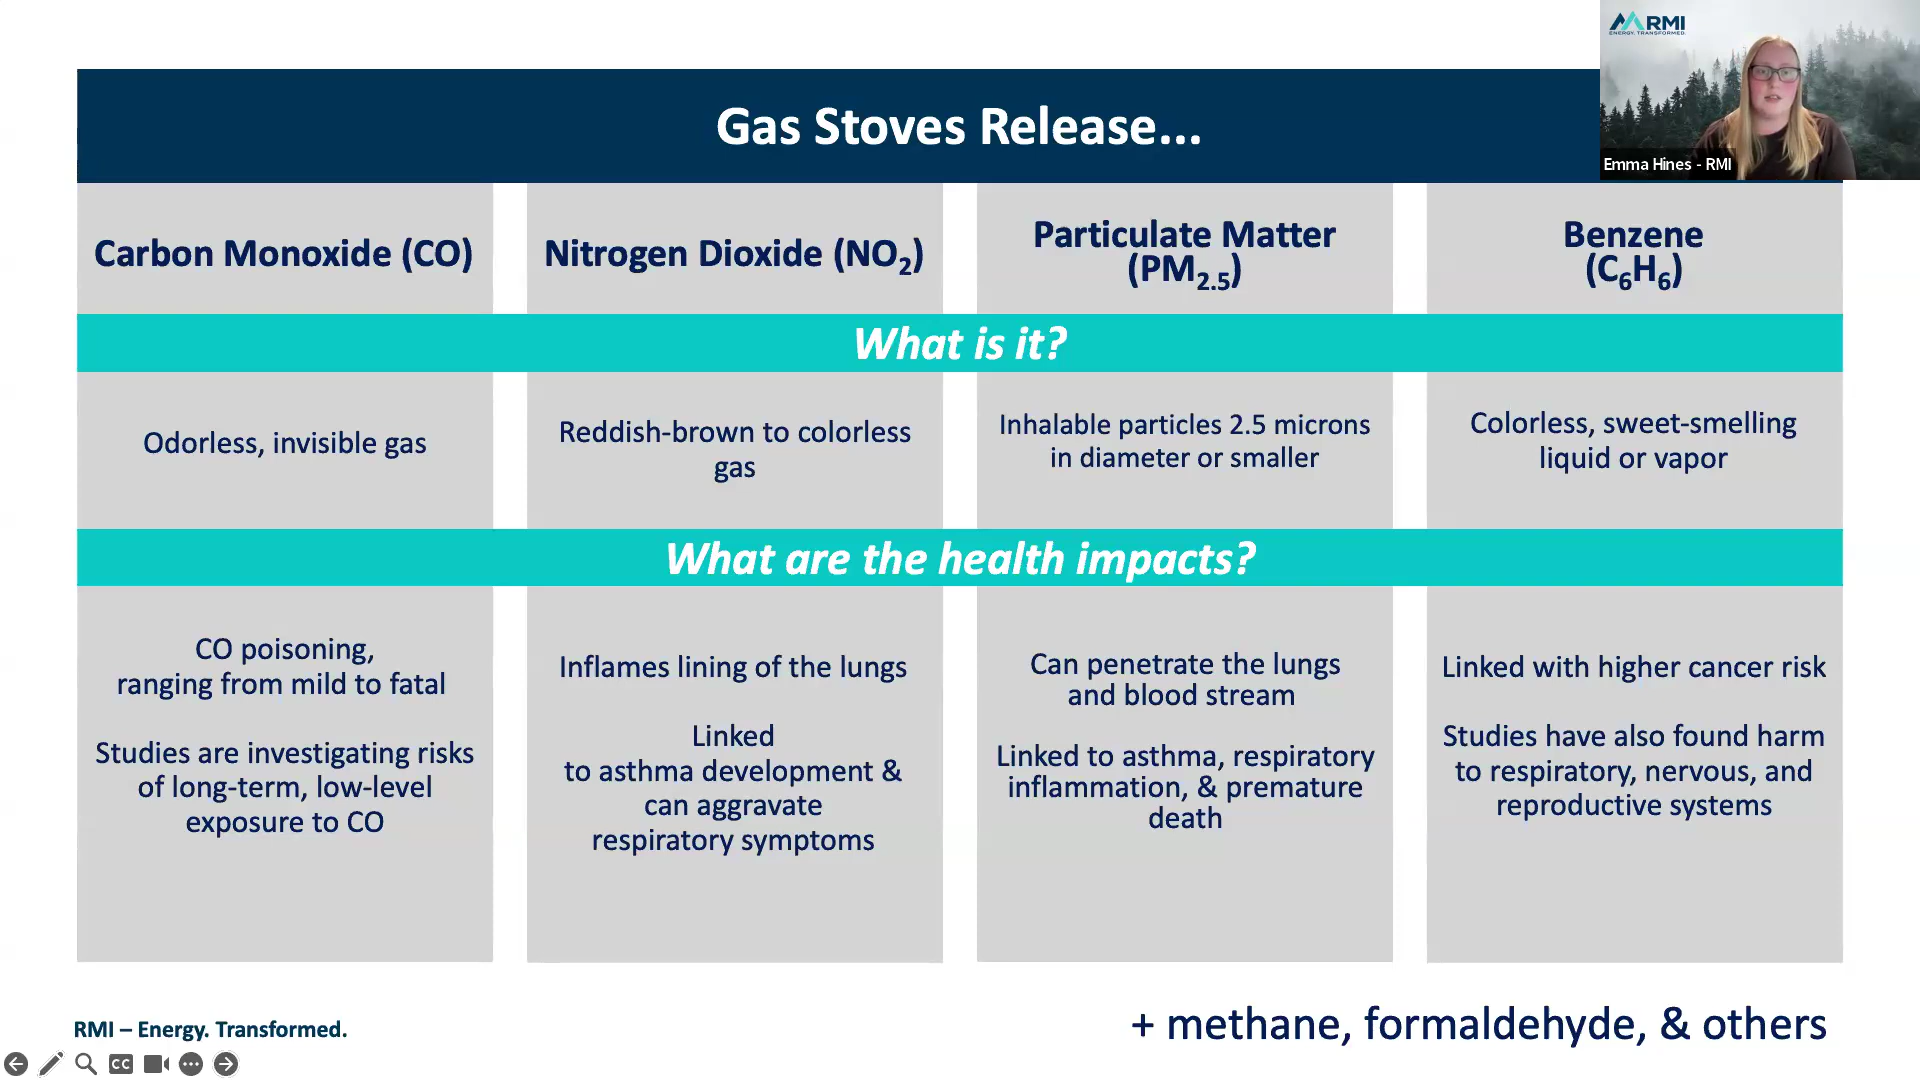 RMI
ENERGY. TRANSFORMED.
Emma Hines - RMI
Gas Stoves Release...
Carbon Monoxide (CO)
Nitrogen Dioxide (NO2)
Particulate Matter
(PM2.5)
Benzene
(C6H6)
What is it?
Odorless, invisible gas
Reddish-brown to colorless
gas
Inhalable particles 2.5 microns
in diameter or smaller
Colorless, sweet-smelling
liquid or vapor
What are the health impacts?
CO poisoning,
ranging from mild to fatal
Studies are investigating risks
of long-term, low-level
exposure to CO
Inflames lining of the lungs
Linked
to asthma development &
can aggravate
respiratory symptoms
Can penetrate the lungs
and blood stream
Linked to asthma, respiratory
inflammation, & premature
death
Linked with higher cancer risk
Studies have also found harm
to respiratory, nervous, and
reproductive systems
+ methane, formaldehyde, & others
RMI – Energy. Transformed.
CC